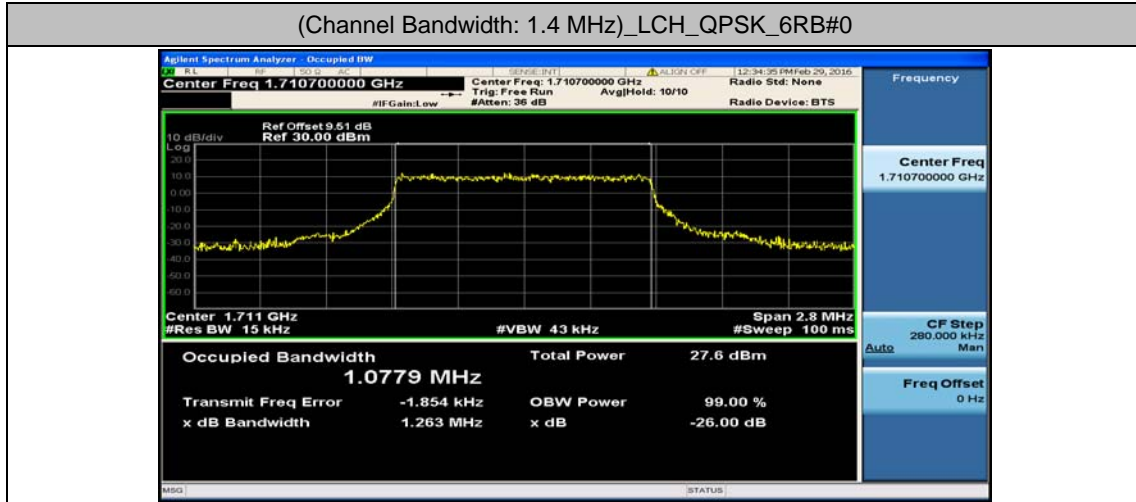 (Channel Bandwidth: 1.4 MHz)_LCH_QPSK_6RB#0
Agilent Spectrum Analyzer - Occupied BW
RL RF 50 Ω AC SENSE:INT ALIGN OFF 12:34:35 PM Feb 29, 2016
Center Freq 1.710700000 GHz
Center Freq: 1.710700000 GHz
Radio Std: None
Trig: Free Run
Avg|Hold: 10/10
#IFGain:Low
#Atten: 36 dB
Radio Device: BTS
Ref Offset 9.51 dB
10 dB/div
Ref 30.00 dBm
Log
20.0
10.0
0.00
-10.0
-20.0
-30.0
-40.0
-50.0
-60.0
Center 1.711 GHz
Span 2.8 MHz
#Res BW 15 kHz
#VBW 43 kHz
#Sweep 100 ms
Occupied Bandwidth
Total Power
27.6 dBm
1.0779 MHz
Transmit Freq Error
-1.854 kHz
OBW Power
99.00 %
x dB Bandwidth
1.263 MHz
x dB
-26.00 dB
MSG
STATUS
Frequency
Center Freq
1.710700000 GHz
CF Step
280.000 kHz
Auto Man
Freq Offset
0 Hz